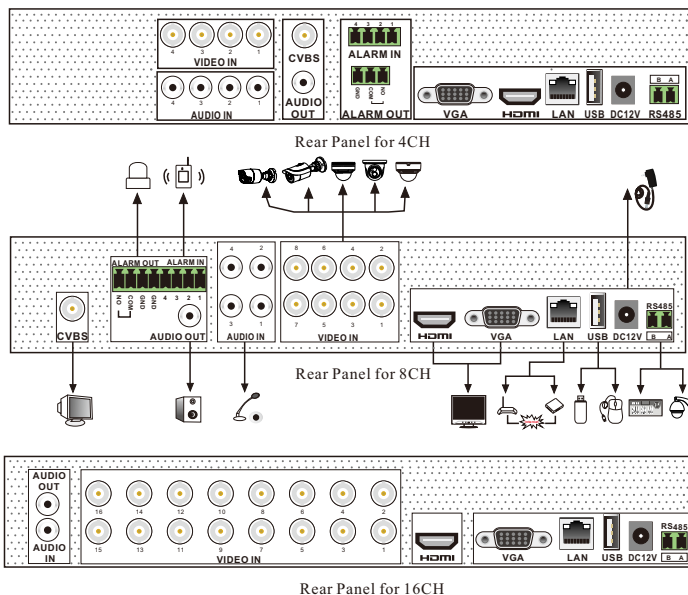 4 3 2 1
VIDEO IN
4 3 2 1
AUDIO IN
CVBS
AUDIO
OUT
4 3 2 1
ALARM IN
GND COM NO
ALARM OUT
VGA
HDMI
LAN
USB
DC12V
B A
RS485
Rear Panel for 4CH
ALARM OUT ALARM IN
NO COM GND GND 4 3 2 1
CVBS
AUDIO OUT
4 2
3 1
AUDIO IN
8 6 4 2
7 5 3 1
VIDEO IN
HDMI
VGA
LAN
USB
DC12V
RS485
B A
Rear Panel for 8CH
AUDIO
OUT
AUDIO
IN
16 14 12 10 8 6 4 2
15 13 11 9 7 5 3 1
VIDEO IN
HDMI
VGA
LAN
USB
DC12V
RS485
B A
Rear Panel for 16CH